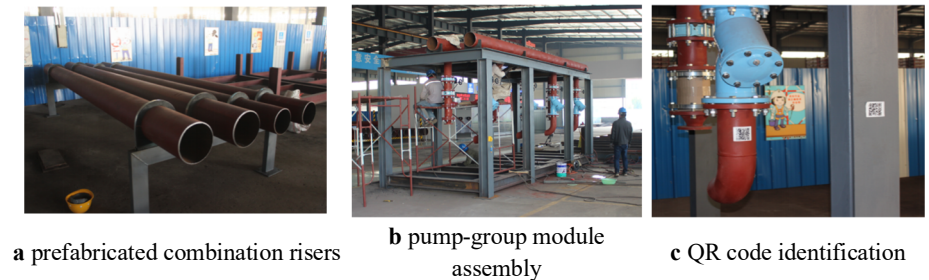 a prefabricated combination risers
b pump-group module
assembly
c QR code identification